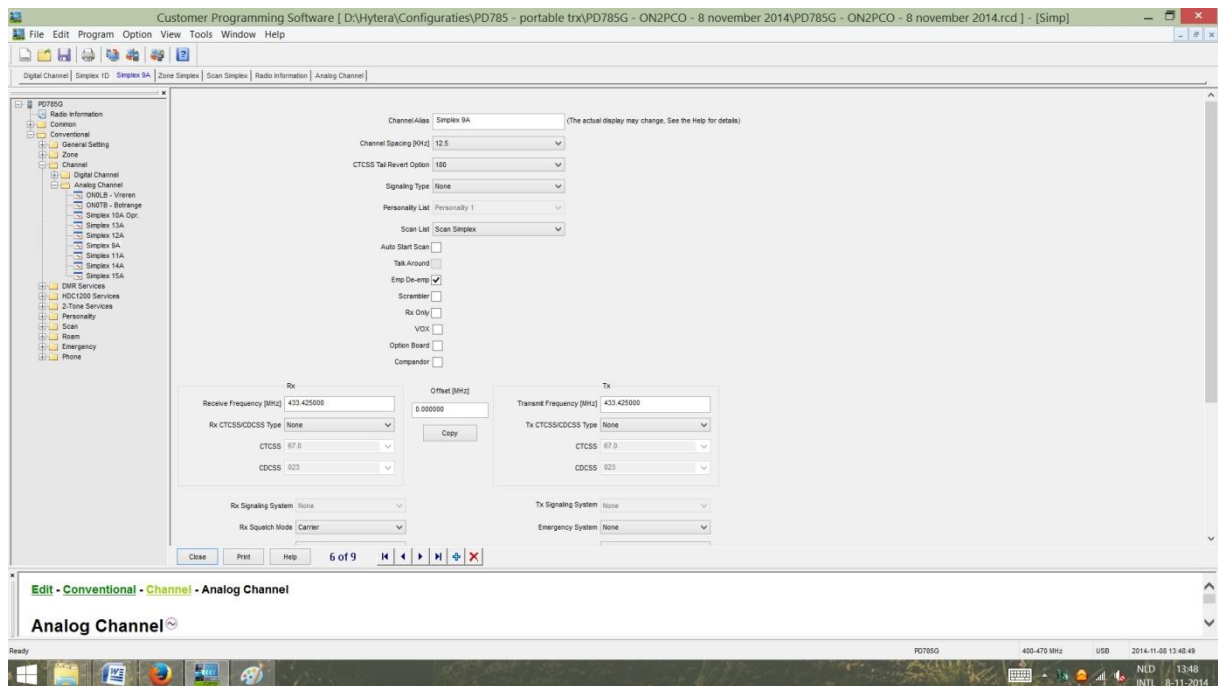 Customer Programming Software [ D:\Hytera\Configuraties\PD785 - portable trx\PD785G - ON2PCO - 8 november 2014\PD785G - ON2PCO - 8 november 2014.rcd ] - [Simp]
File Edit Program Option View Tools Window Help
Digital Channel Simplex 1D Simplex 9A Zone Simplex Scan Simplex Radio Information Analog Channel
PD785G
Radio Information
Common
Conventional
General Setting
Zone
Channel
Digital Channel
Analog Channel
ON0LB - Vreren
ON0TB - Botrange
Simplex 10A Opr.
Simplex 13A
Simplex 12A
Simplex 9A
Simplex 11A
Simplex 14A
Simplex 15A
DMR Services
HDC1200 Services
2-Tone Services
Personality
Scan
Roam
Emergency
Phone
Channel Alias Simplex 9A (The actual display may change, See the Help for details)
Channel Spacing [KHz] 12.5
CTCSS Tail Revert Option 180
Signaling Type None
Personality List Personality 1
Scan List Scan Simplex
Auto Start Scan
Talk Around
Emp De-emp
Scrambler
Rx Only
VOX
Option Board
Compandor
Rx Offset [MHz] Tx
Receive Frequency [MHz] 433.425000 0.000000 Transmit Frequency [MHz] 433.425000
Rx CTCSS/CDCSS Type None Copy Tx CTCSS/CDCSS Type None
CTCSS 67.0 CTCSS 67.0
CDCSS 023 CDCSS 023
Rx Signaling System None Tx Signaling System None
Rx Squelch Mode Carrier Emergency System None
Close Print Help 6 of 9
Edit - Conventional - Channel - Analog Channel
Analog Channel
Ready PD785G 400-470 MHz USB 2014-11-08 13:48:49
NLD 13:48
INTL 8-11-2014